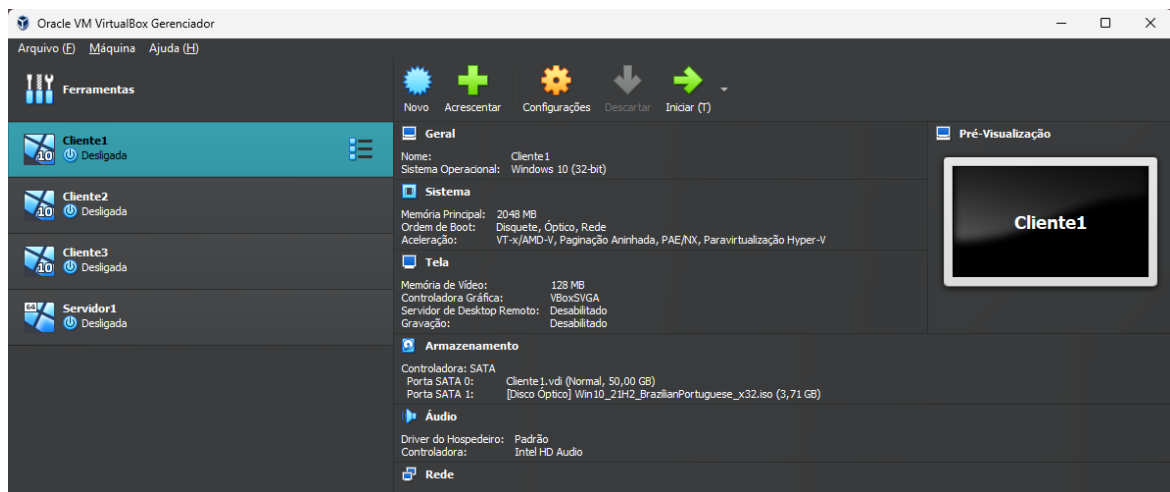 Oracle VM VirtualBox Gerenciador
Arquivo (F) Máquina Ajuda (H)
Ferramentas
Novo Acrescentar Configurações Descartar Iniciar (T)
Cliente1
10 Desligada
Cliente2
10 Desligada
Cliente3
10 Desligada
64 Servidor1
Desligada
Geral
Nome: Cliente1
Sistema Operacional: Windows 10 (32-bit)
Sistema
Memória Principal: 2048 MB
Ordem de Boot: Disquete, Óptico, Rede
Aceleração: VT-x/AMD-V, Paginação Aninhada, PAE/NX, Paravirtualização Hyper-V
Tela
Memória de Vídeo: 128 MB
Controladora Gráfica: VBoxSVGA
Servidor de Desktop Remoto: Desabilitado
Gravação: Desabilitado
Armazenamento
Controladora: SATA
Porta SATA 0: Cliente1.vdi (Normal, 50,00 GB)
Porta SATA 1: [Disco Óptico] Win10_21H2_BrazilianPortuguese_x32.iso (3,71 GB)
Áudio
Driver do Hospedeiro: Padrão
Controladora: Intel HD Audio
Rede
Pré-Visualização
Cliente1